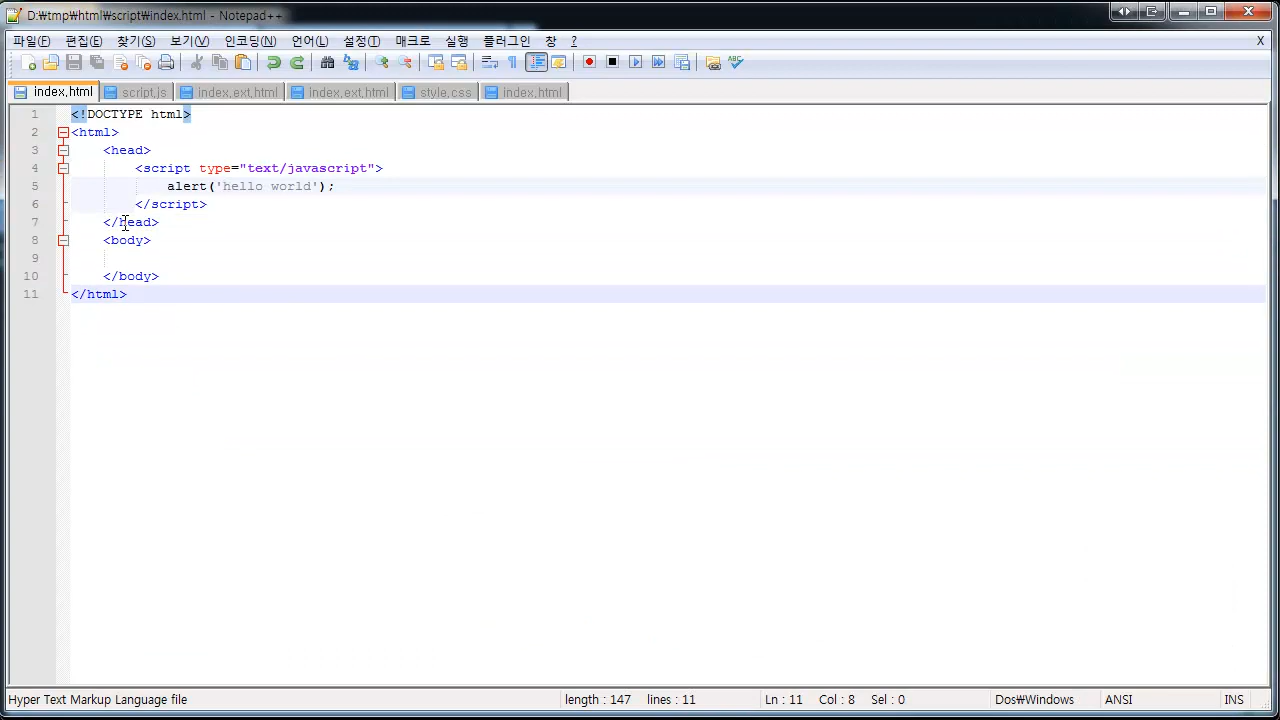 D:\tmp\html\script\index.html - Notepad++
파일(F) 편집(E) 찾기(S) 보기(V) 인코딩(N) 언어(L) 설정(T) 매크로 실행 플러그인 창 ? X
index.html script.js index.ext.html index.ext.html style.css index.html
1 <!DOCTYPE html>
2 <html>
3 <head>
4 <script type="text/javascript">
5 alert('hello world');
6 </script>
7 </head>
8 <body>
9
10 </body>
11 </html>
Hyper Text Markup Language file length : 147 lines : 11 Ln : 11 Col : 8 Sel : 0 Dos\Windows ANSI INS